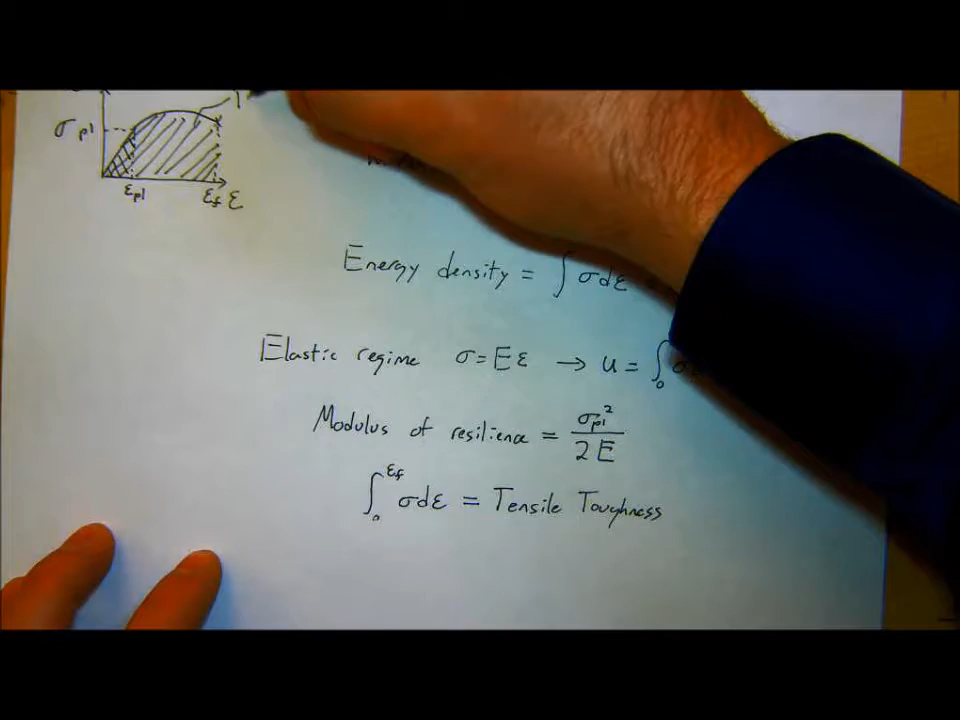 σpl
εpl
εf ε
Energy density = ∫ σdε
Elastic regime σ=Eε → u = ∫₀ σ
Modulus of resilience = σpl²/2E
∫₀^εf σdε = Tensile Toughness